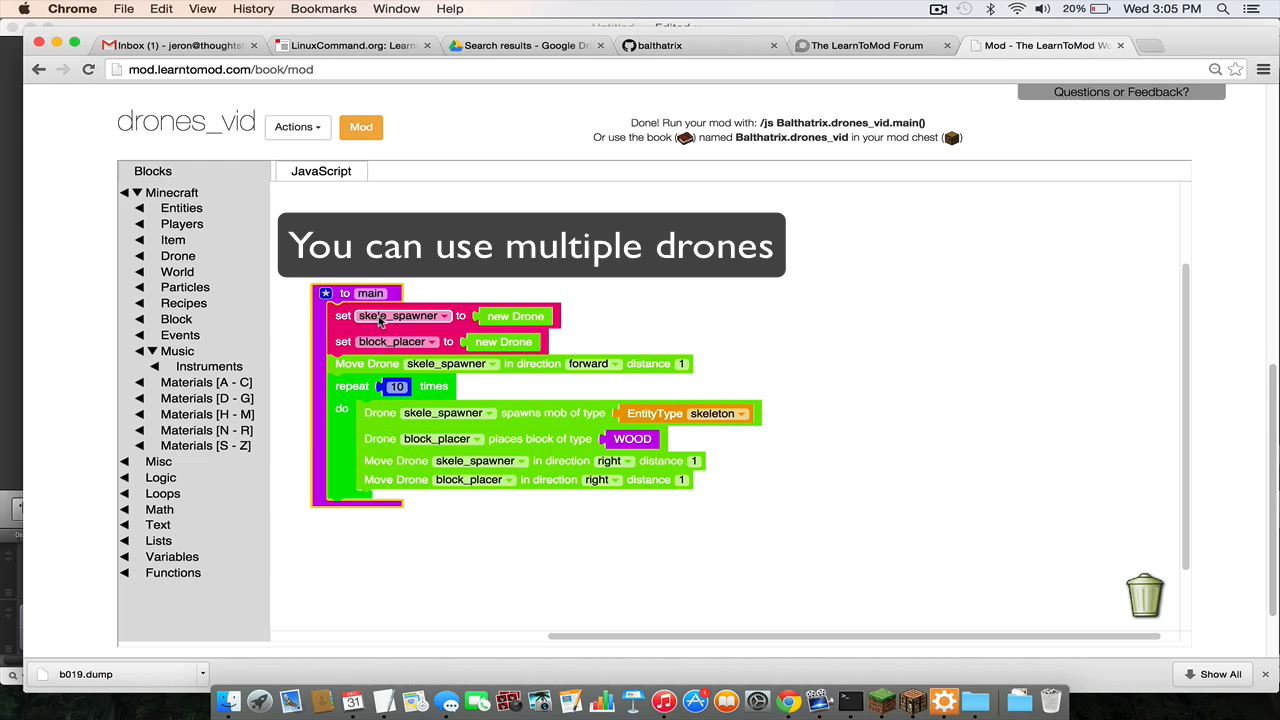 Chrome File Edit View History Bookmarks Window Help 20% Wed 3:05 PM
Inbox (1) - jeron@thoughtst LinuxCommand.org: Learn Search results - Google Dr balthatrix The LearnToMod Forum Mod - The LearnToMod Wo
mod.learntomod.com/book/mod
Questions or Feedback?
drones_vid Actions Mod
Done! Run your mod with: /js Balthatrix.drones_vid.main()
Or use the book ( ) named Balthatrix.drones_vid in your mod chest ( )
Blocks
JavaScript
Minecraft
Entities
Players
Item
Drone
World
Particles
Recipes
Block
Events
Music
Instruments
Materials [A - C]
Materials [D - G]
Materials [H - M]
Materials [N - R]
Materials [S - Z]
Misc
Logic
Loops
Math
Text
Lists
Variables
Functions
You can use multiple drones
to main
set skele_spawner to new Drone
set block_placer to new Drone
Move Drone skele_spawner in direction forward distance 1
repeat 10 times
do
Drone skele_spawner spawns mob of type EntityType skeleton
Drone block_placer places block of type WOOD
Move Drone skele_spawner in direction right distance 1
Move Drone block_placer in direction right distance 1
b019.dump
Show All